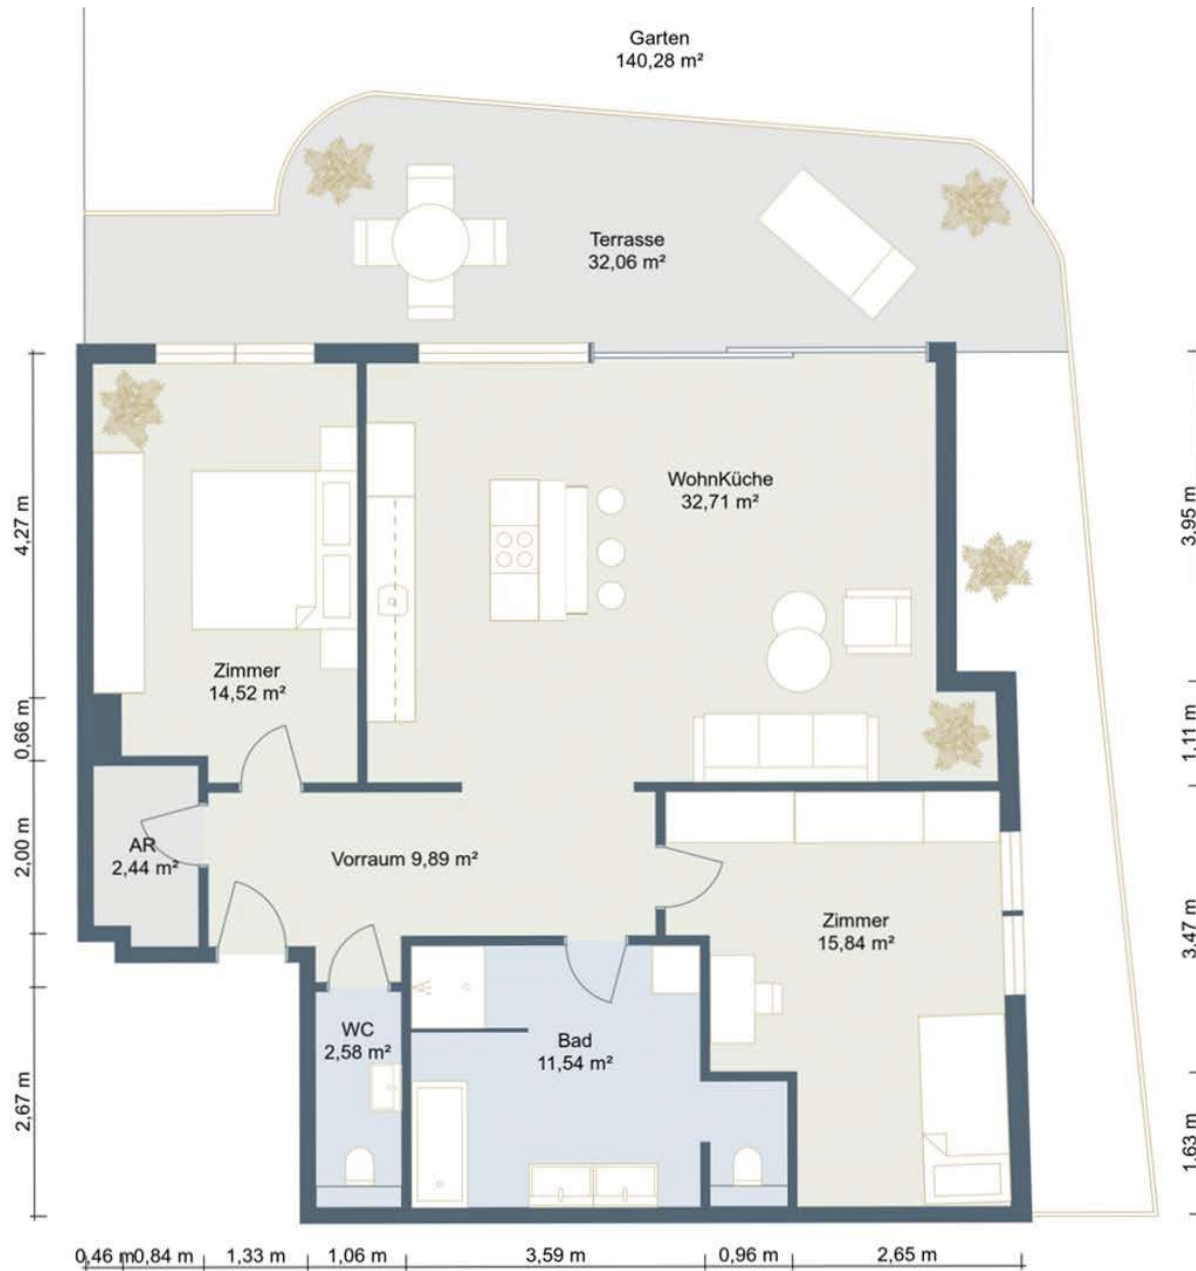 Garten
140,28 m²
Terrasse
32,06 m²
WohnKüche
32,71 m²
Zimmer
14,52 m²
AR
2,44 m²
Vorraum 9,89 m²
Zimmer
15,84 m²
WC
2,58 m²
Bad
11,54 m²
4,27 m
0,66 m
2,00 m
2,67 m
3,95 m
1,11 m
3,47 m
1,63 m
0,46 m
0,84 m
1,33 m
1,06 m
3,59 m
0,96 m
2,65 m